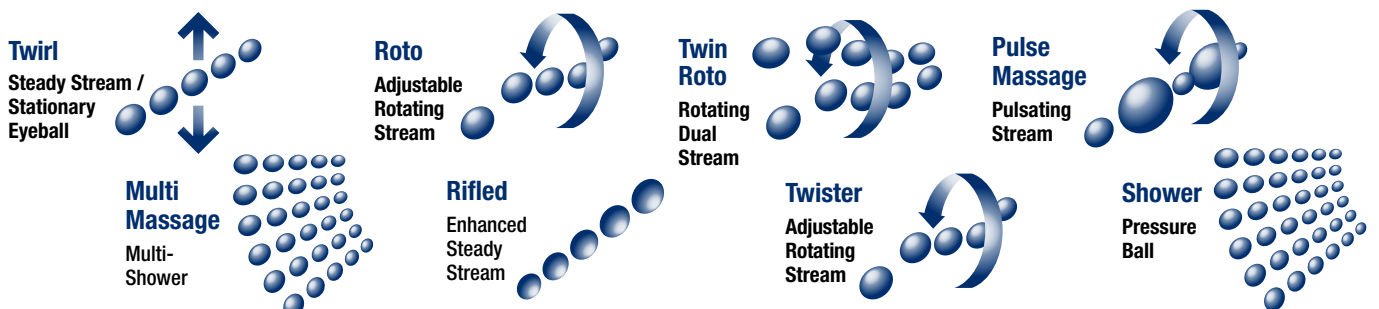 Twirl
Steady Stream /
Stationary
Eyeball
Roto
Adjustable
Rotating
Stream
Twin
Roto
Rotating
Dual
Stream
Pulse
Massage
Pulsating
Stream
Multi
Massage
Multi-
Shower
Rifled
Enhanced
Steady
Stream
Twister
Adjustable
Rotating
Stream
Shower
Pressure
Ball